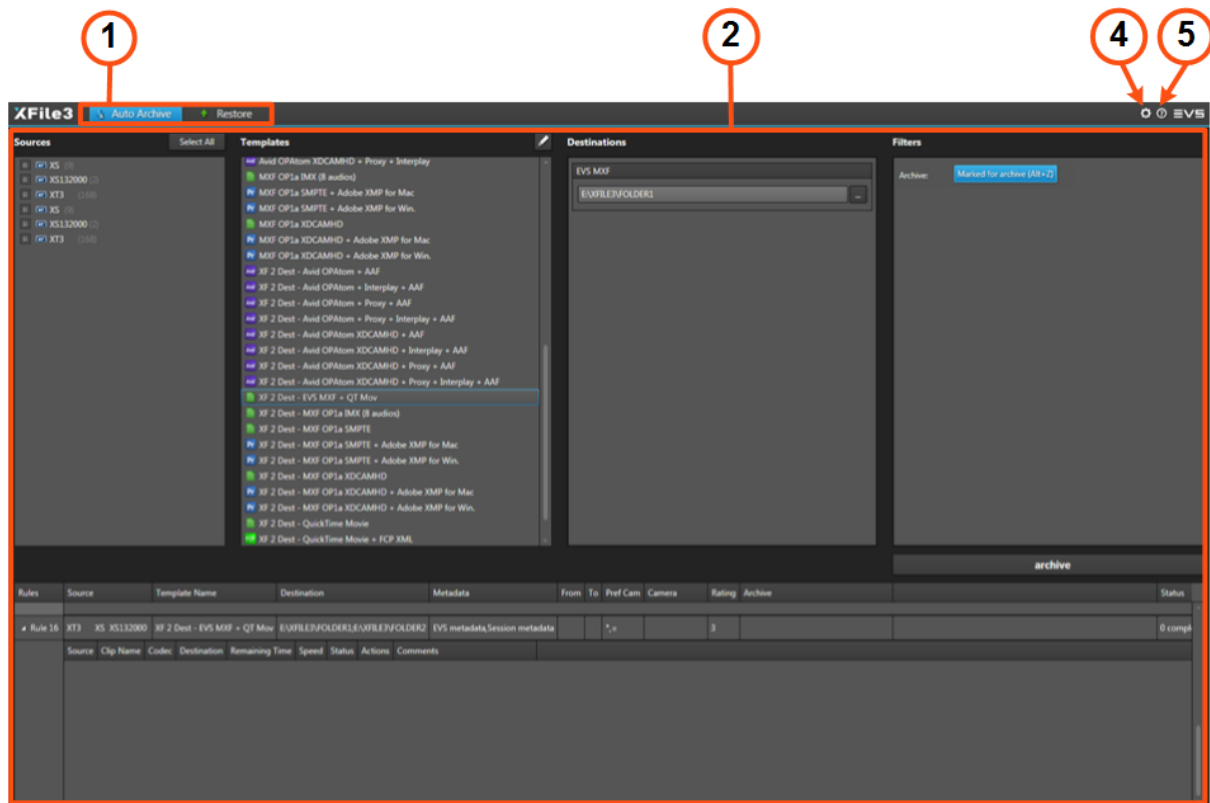 1
2
4
5
XFile3
Auto Archive
Restore
EVS
Sources
Select All
Templates
Destinations
Filters
XS (9)
XS132000 (2)
XT3 (168)
XS (9)
XS132000 (2)
XT3 (168)
Avid OPAtom XDCAMHD + Proxy + Interplay
MXF OP1a IMX (8 audios)
MXF OP1a SMPTE + Adobe XMP for Mac
MXF OP1a SMPTE + Adobe XMP for Win.
MXF OP1a XDCAMHD
MXF OP1a XDCAMHD + Adobe XMP for Mac
MXF OP1a XDCAMHD + Adobe XMP for Win.
XF 2 Dest - Avid OPAtom + AAF
XF 2 Dest - Avid OPAtom + Interplay + AAF
XF 2 Dest - Avid OPAtom + Proxy + AAF
XF 2 Dest - Avid OPAtom + Proxy + Interplay + AAF
XF 2 Dest - Avid OPAtom XDCAMHD + AAF
XF 2 Dest - Avid OPAtom XDCAMHD + Interplay + AAF
XF 2 Dest - Avid OPAtom XDCAMHD + Proxy + AAF
XF 2 Dest - Avid OPAtom XDCAMHD + Proxy + Interplay + AAF
XF 2 Dest - EVS MXF + QT Mov
XF 2 Dest - MXF OP1a IMX (8 audios)
XF 2 Dest - MXF OP1a SMPTE
XF 2 Dest - MXF OP1a SMPTE + Adobe XMP for Mac
XF 2 Dest - MXF OP1a SMPTE + Adobe XMP for Win.
XF 2 Dest - MXF OP1a XDCAMHD
XF 2 Dest - MXF OP1a XDCAMHD + Adobe XMP for Mac
XF 2 Dest - MXF OP1a XDCAMHD + Adobe XMP for Win.
XF 2 Dest - QuickTime Movie
XF 2 Dest - QuickTime Movie + FCP XML
EVS MXF
E:\XFILE3\FOLDER1
...
Archive:
Marked for archive (Alt+Z)
archive
Rules Source Template Name Destination Metadata From To Pref Cam Camera Rating Archive Status
Rule 16 XT3 XS XS132000 XF 2 Dest - EVS MXF + QT Mov E:\XFILE3\FOLDER1;E:\XFILE3\FOLDER2 EVS metadata,Session metadata *,= 3 0 compl
Source Clip Name Codec Destination Remaining Time Speed Status Actions Comments